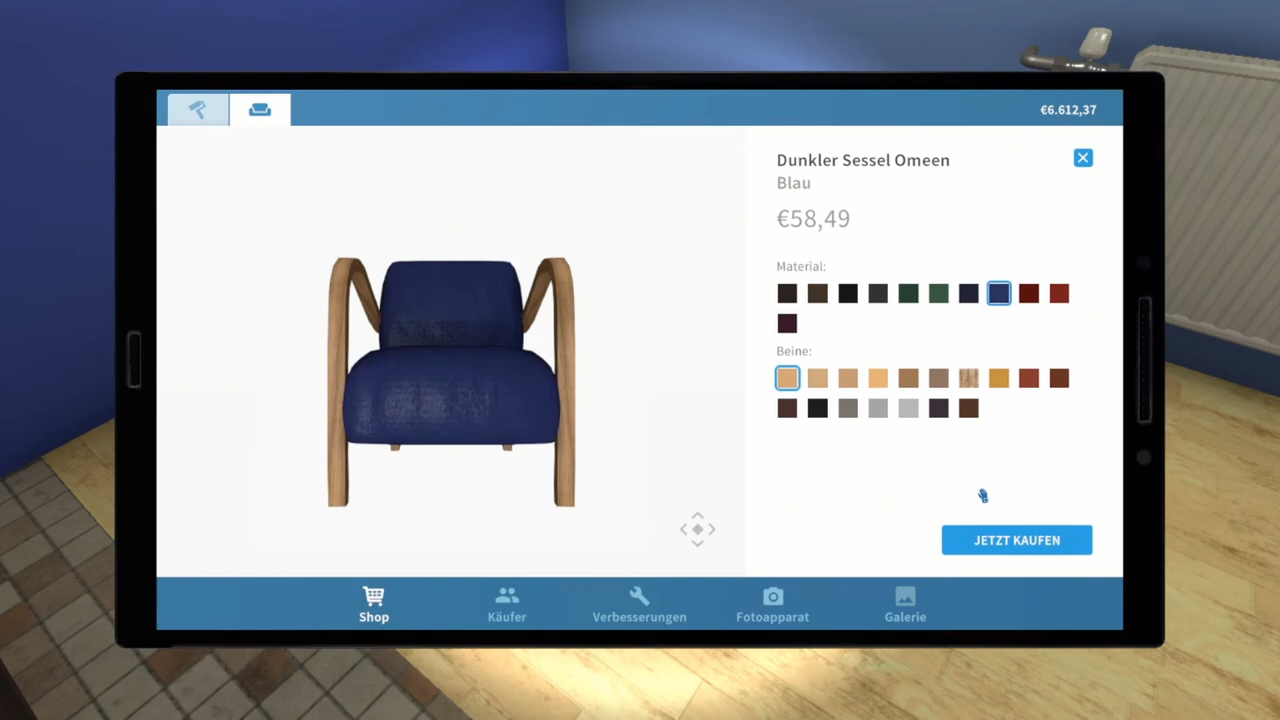 €6.612,37
Dunkler Sessel Omeen
Blau
€58,49
Material:
Beine:
JETZT KAUFEN
Shop
Käufer
Verbesserungen
Fotoapparat
Galerie